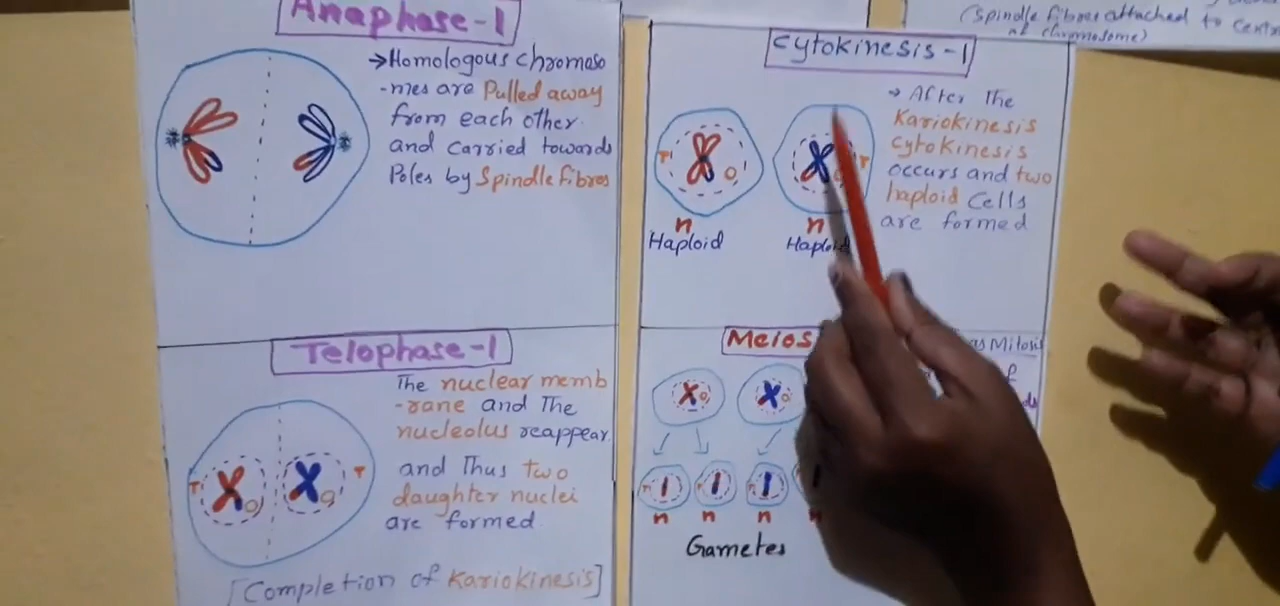 Anaphase-1
→Homologous chromoso
-mes are Pulled away
from each other
and carried towards
Poles by Spindle fibres
Telophase-1
The nuclear memb
-rane and The
nucleolus reappear
and Thus two
daughter nuclei
are formed
T T
[Completion of Kariokinesis]
(Spindle fibres attached to
of chromosome)
Cytokinesis-1
→ After The
Kariokinesis
Cytokinesis
occurs and two
haploid Cells
are formed
T T
n n
Haploid
Meios
as Mitosis
n n n n
Gametes